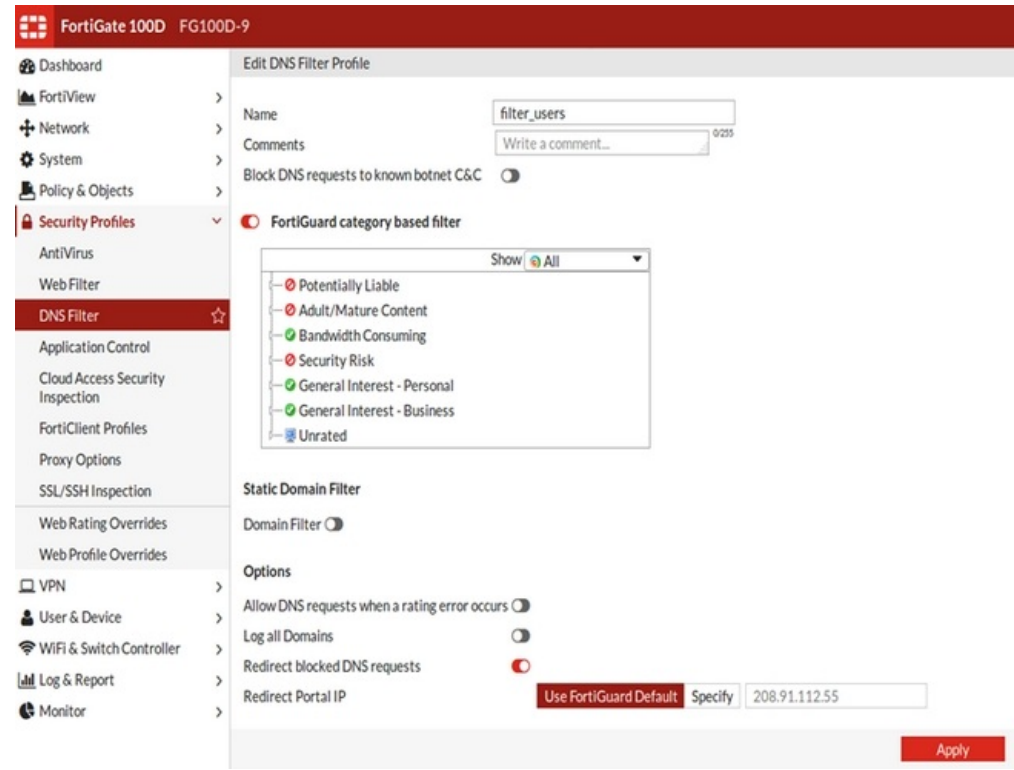 FortiGate 100D FG100D-9
Dashboard
FortiView
Network
System
Policy & Objects
Security Profiles
AntiVirus
Web Filter
DNS Filter
Application Control
Cloud Access Security
Inspection
FortiClient Profiles
Proxy Options
SSL/SSH Inspection
Web Rating Overrides
Web Profile Overrides
VPN
User & Device
WiFi & Switch Controller
Log & Report
Monitor
Edit DNS Filter Profile
Name filter_users
Comments Write a comment... 0/255
Block DNS requests to known botnet C&C
FortiGuard category based filter
Show All
Potentially Liable
Adult/Mature Content
Bandwidth Consuming
Security Risk
General Interest - Personal
General Interest - Business
Unrated
Static Domain Filter
Domain Filter
Options
Allow DNS requests when a rating error occurs
Log all Domains
Redirect blocked DNS requests
Redirect Portal IP Use FortiGuard Default Specify 208.91.112.55
Apply